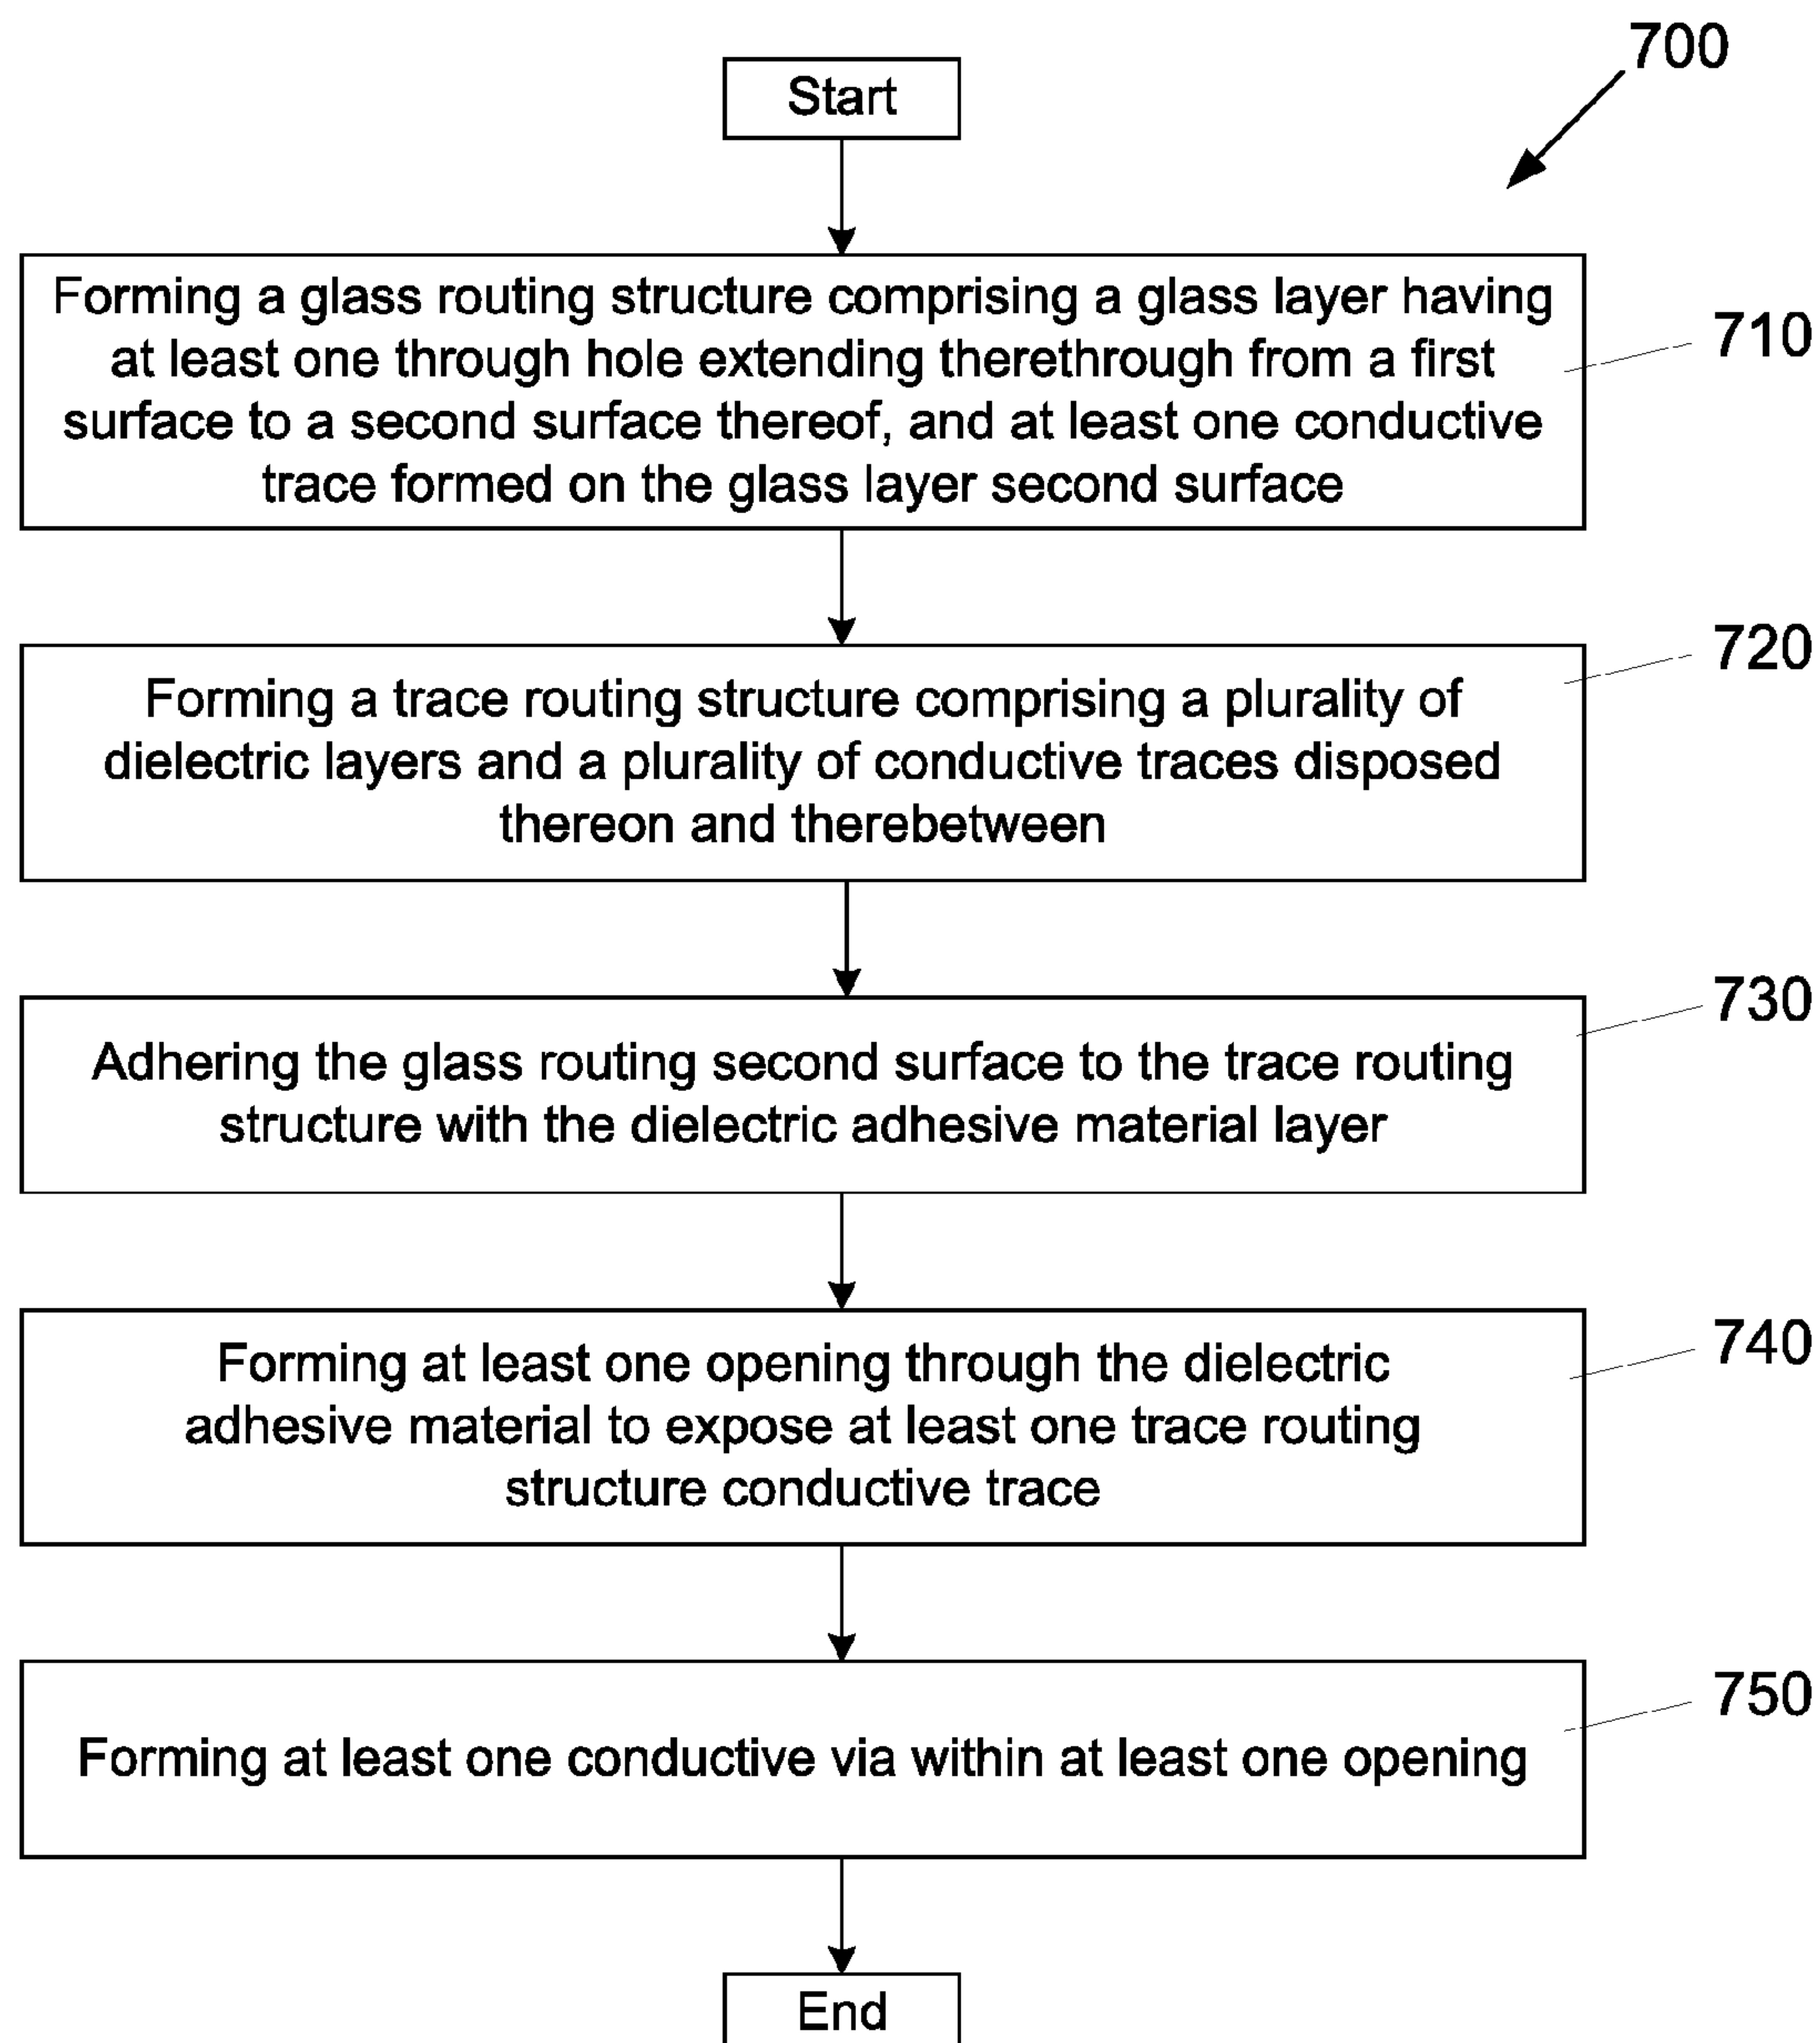 700
Start
Forming a glass routing structure comprising a glass layer having
at least one through hole extending therethrough from a first
surface to a second surface thereof, and at least one conductive
trace formed on the glass layer second surface
710
Forming a trace routing structure comprising a plurality of
dielectric layers and a plurality of conductive traces disposed
thereon and therebetween
720
Adhering the glass routing second surface to the trace routing
structure with the dielectric adhesive material layer
730
Forming at least one opening through the dielectric
adhesive material to expose at least one trace routing
structure conductive trace
740
Forming at least one conductive via within at least one opening
750
End